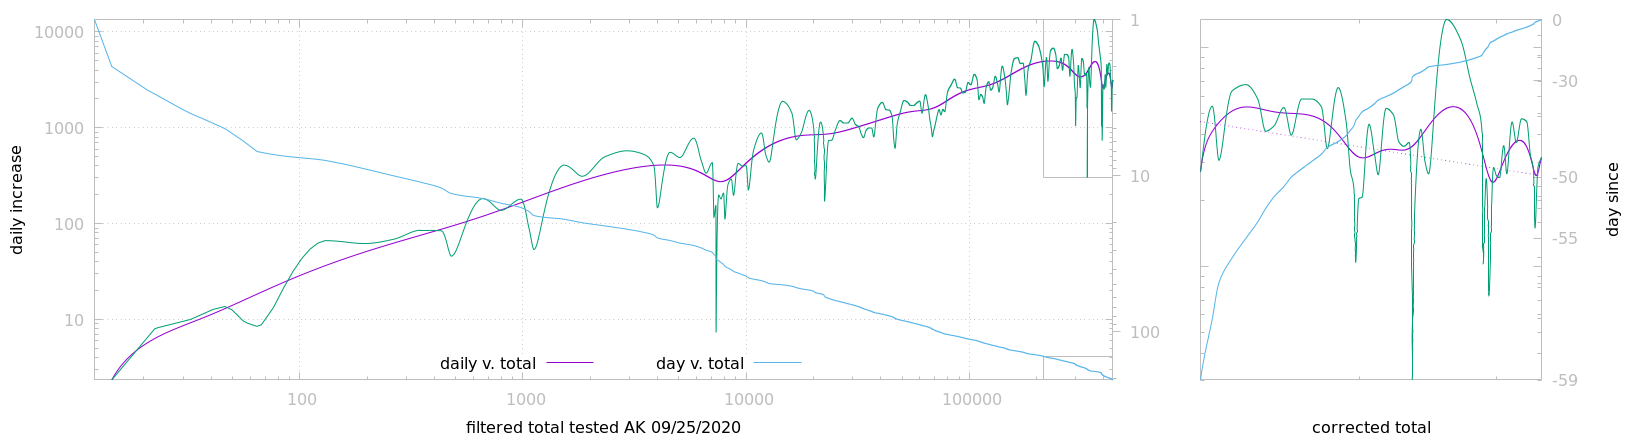 10000
1000
100
10
daily increase
daily v. total
day v. total
100
1000
10000
100000
filtered total tested AK 09/25/2020
1
10
100
0
-30
-50
-55
-59
day since
corrected total